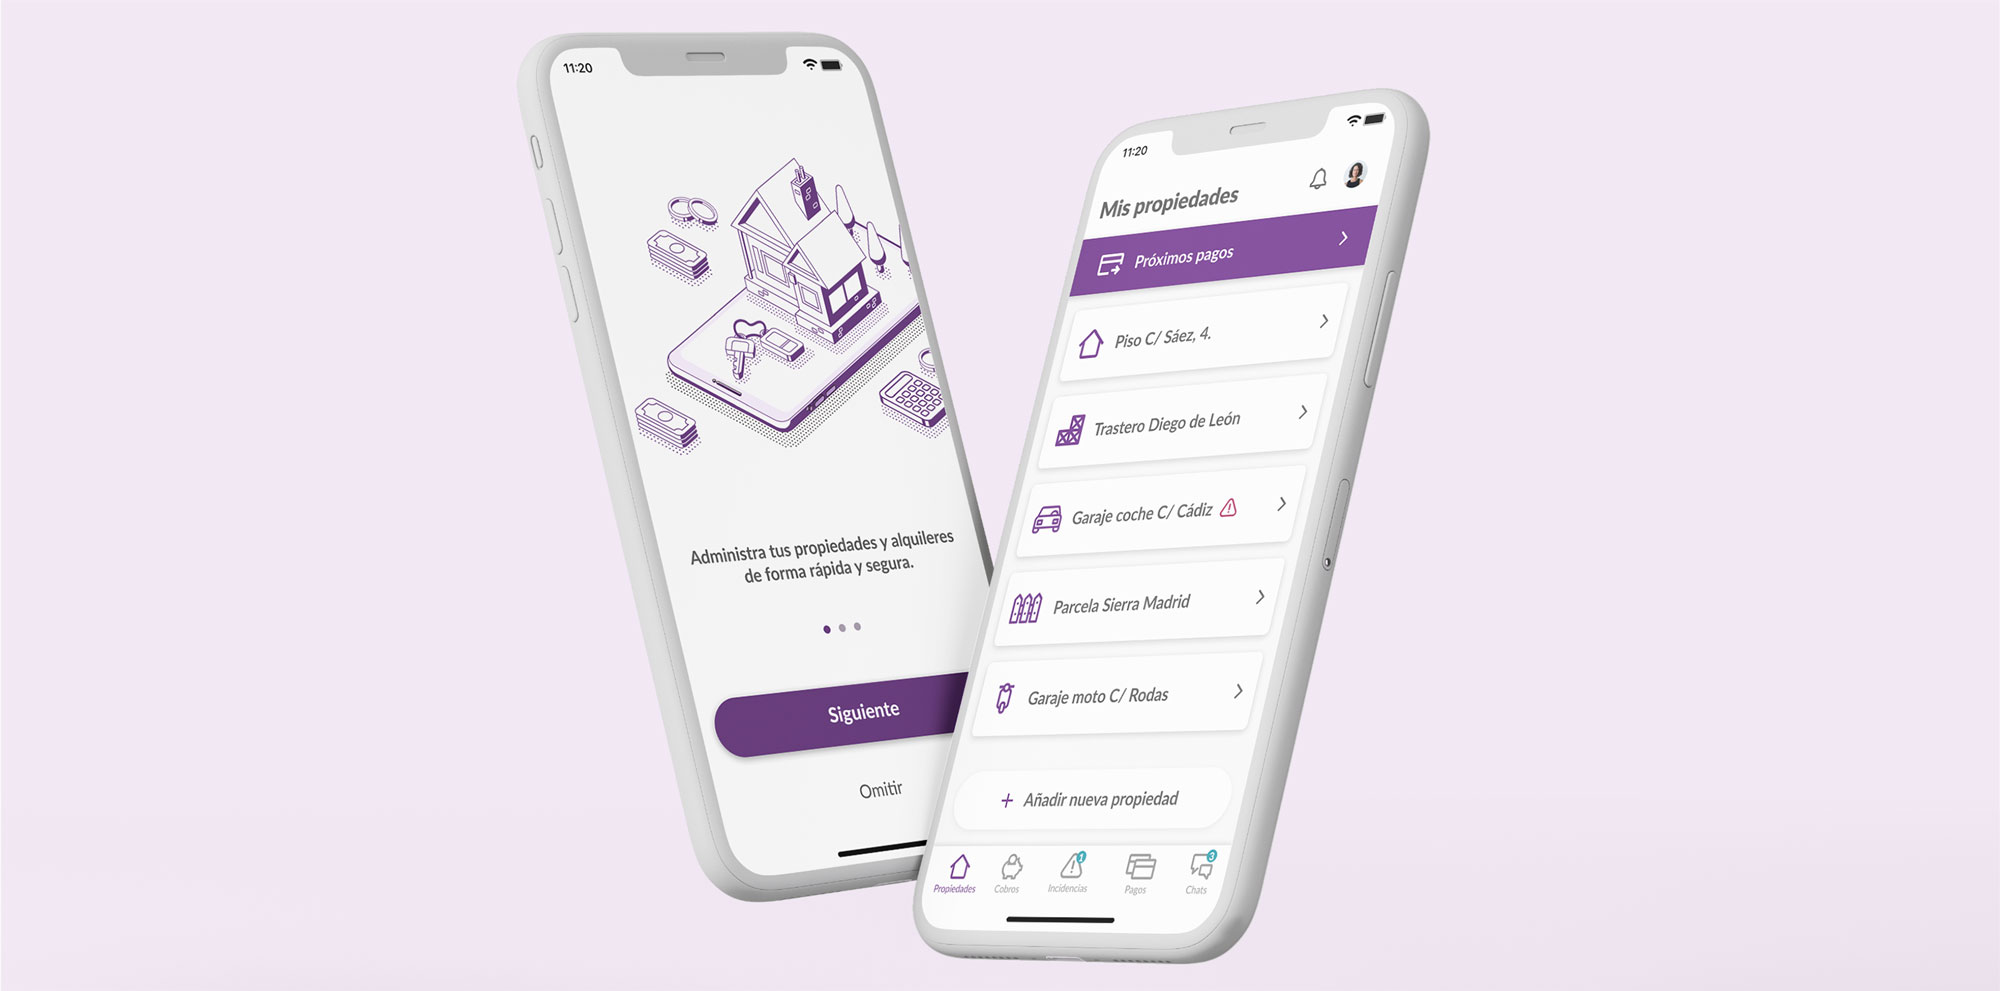 11:20
Administra tus propiedades y alquileres
de forma rápida y segura.
Siguiente
Omitir
11:20
Mis propiedades
Próximos pagos
Piso C/ Sáez, 4.
Trastero Diego de León
Garaje coche C/ Cádiz
Parcela Sierra Madrid
Garaje moto C/ Rodas
+ Añadir nueva propiedad
1
3
Propiedades
Cobros
Incidencias
Pagos
Chats